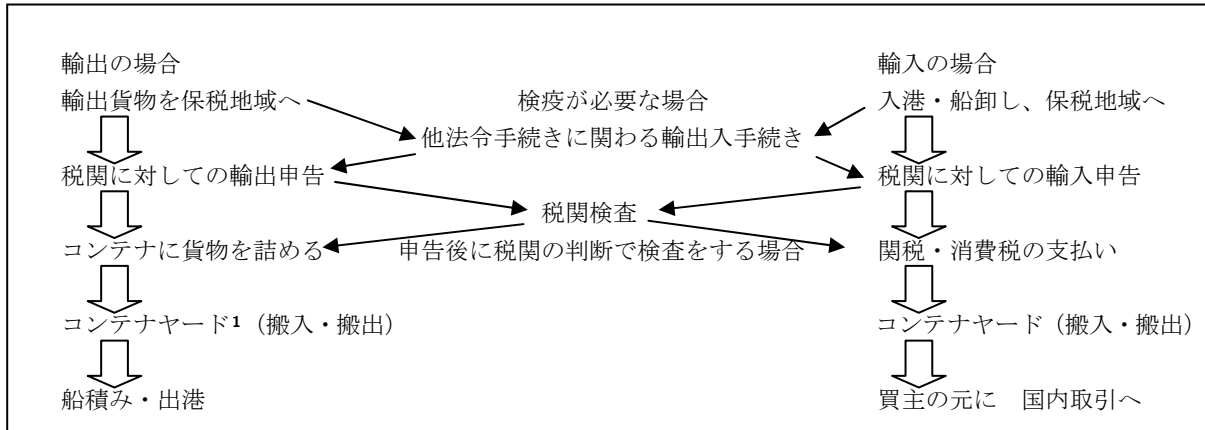 輸出の場合
輸出貨物を保税地域へ
税関に対しての輸出申告
コンテナに貨物を詰める
コンテナヤード1（搬入・搬出）
船積み・出港
検疫が必要な場合
他法令手続きに関わる輸出入手続き
税関検査
申告後に税関の判断で検査をする場合
輸入の場合
入港・船卸し、保税地域へ
税関に対しての輸入申告
関税・消費税の支払い
コンテナヤード（搬入・搬出）
買主の元に　国内取引へ